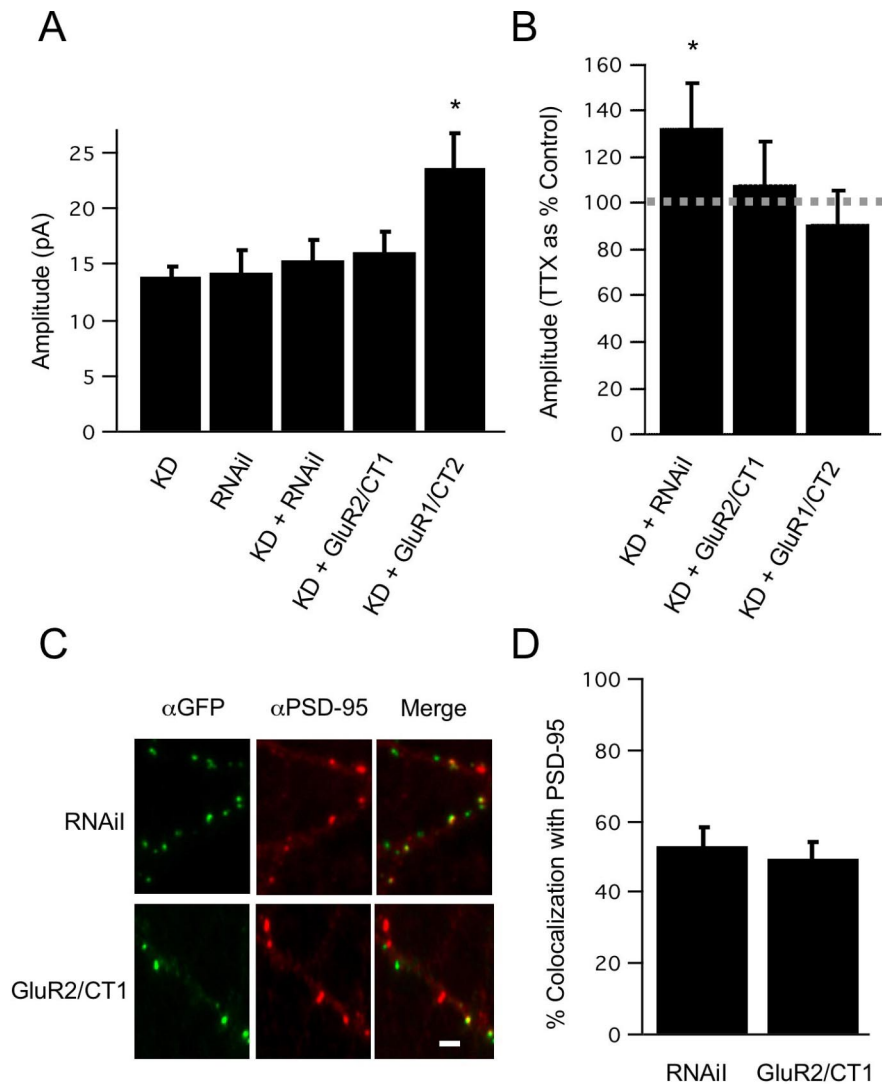 A
Amplitude (pA)
25
20
15
10
5
0
*
KD
RNAiI
KD + RNAiI
KD + GluR2/CT1
KD + GluR1/CT2
B
Amplitude (TTX as % Control)
160
140
120
100
80
60
40
20
0
*
KD + RNAiI
KD + GluR2/CT1
KD + GluR1/CT2
C
αGFP αPSD-95 Merge
RNAiI
GluR2/CT1
D
% Colocalization with PSD-95
100
80
60
40
20
0
RNAiI GluR2/CT1